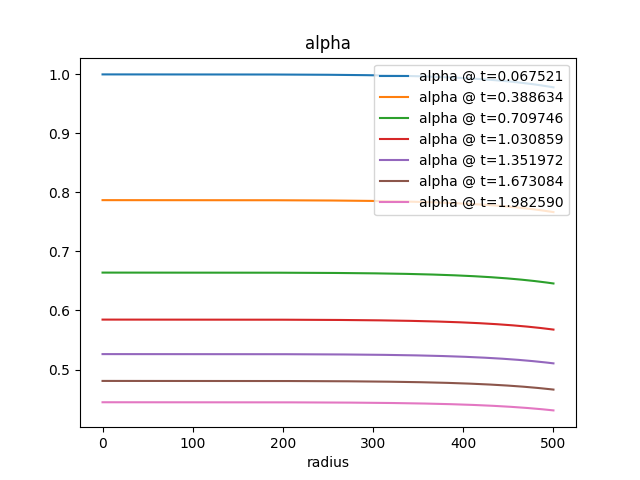 alpha
1.0
0.9
0.8
0.7
0.6
0.5
alpha @ t=0.067521
alpha @ t=0.388634
alpha @ t=0.709746
alpha @ t=1.030859
alpha @ t=1.351972
alpha @ t=1.673084
alpha @ t=1.982590
0 100 200 300 400 500
radius